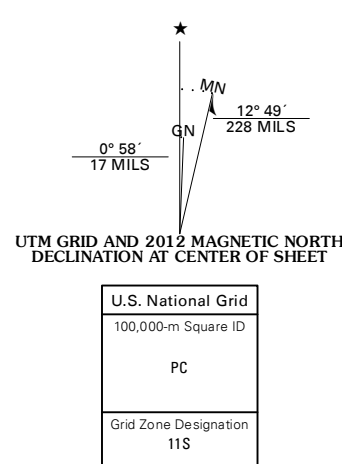 ★
MN
GN
12° 49´
228 MILS
0° 58´
17 MILS
UTM GRID AND 2012 MAGNETIC NORTH
DECLINATION AT CENTER OF SHEET
U.S. National Grid
100,000-m Square ID
PC
Grid Zone Designation
11S